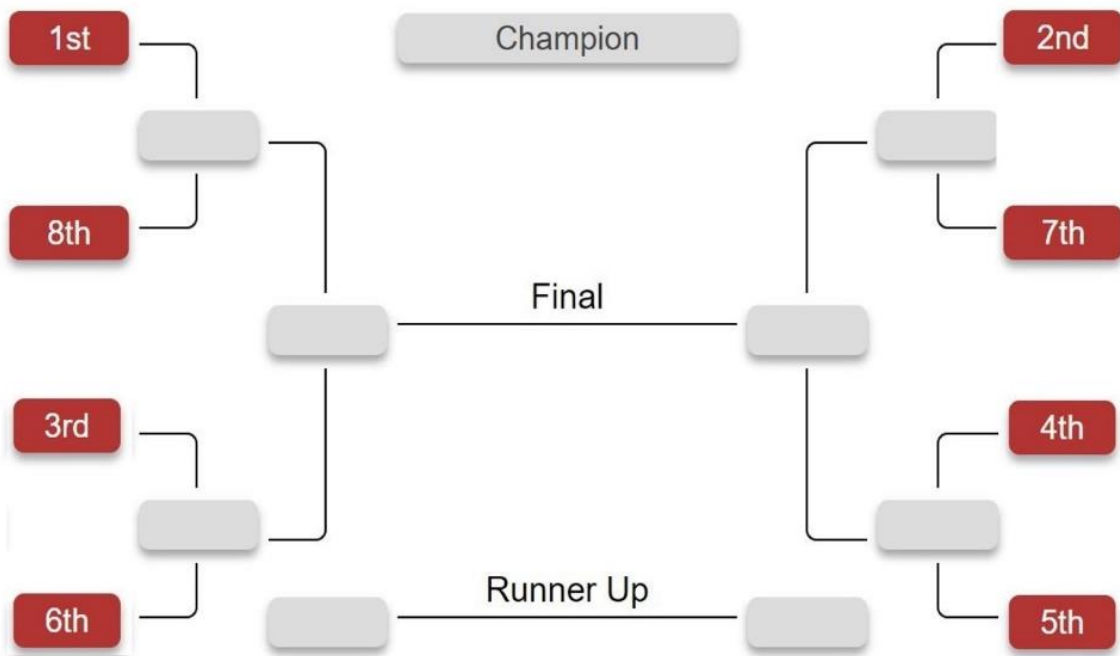 1st
Champion
2nd
8th
7th
Final
3rd
4th
Runner Up
6th
5th